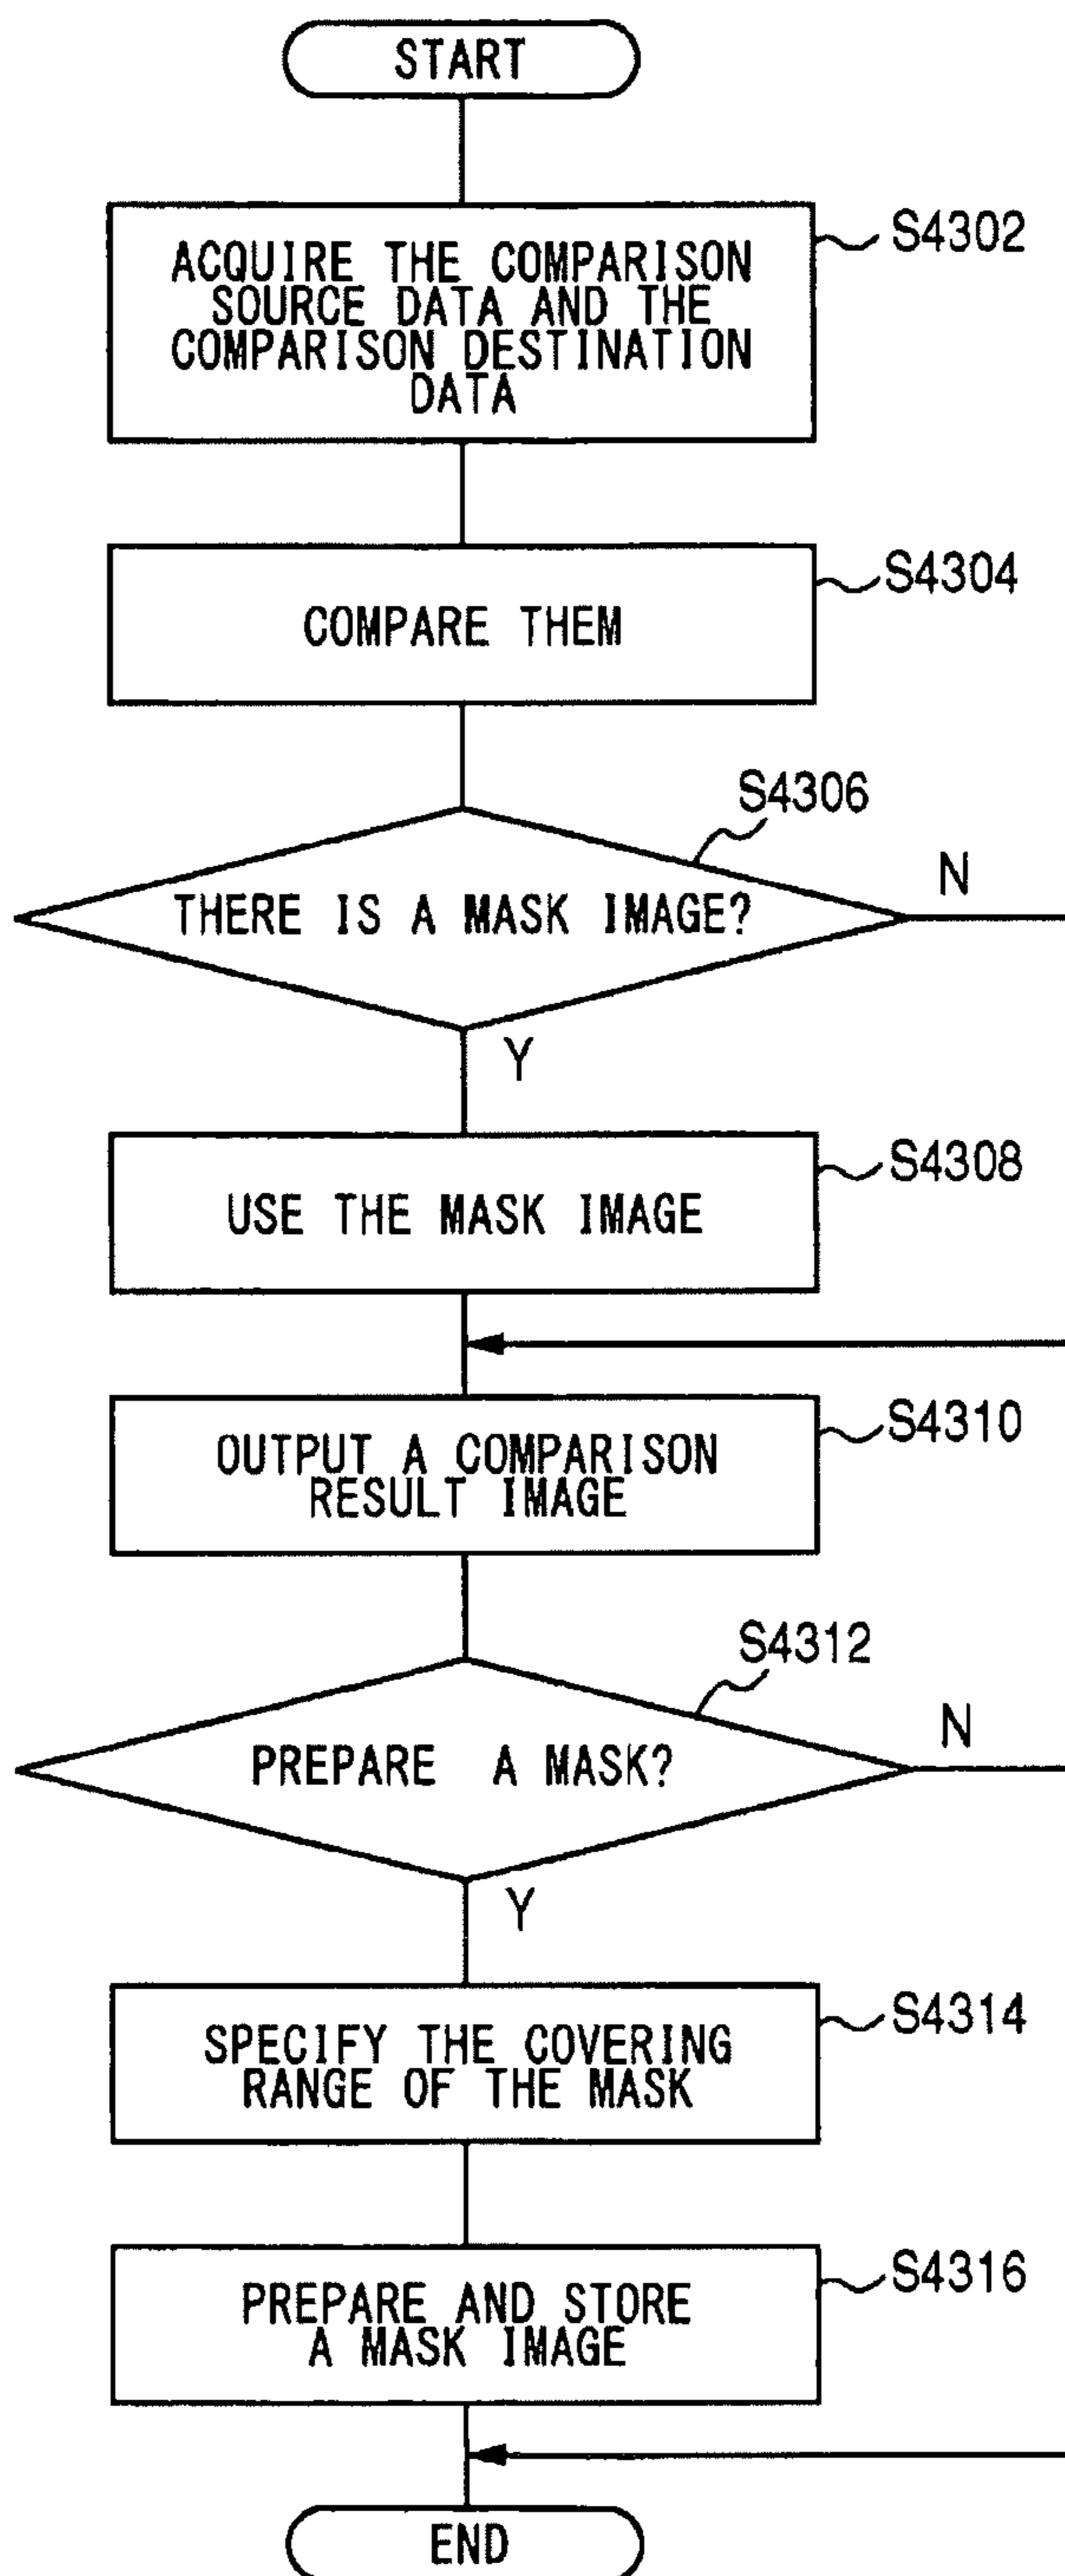 START
S4302
ACQUIRE THE COMPARISON
SOURCE DATA AND THE
COMPARISON DESTINATION
DATA
S4304
COMPARE THEM
S4306
THERE IS A MASK IMAGE?
N
Y
S4308
USE THE MASK IMAGE
S4310
OUTPUT A COMPARISON
RESULT IMAGE
S4312
PREPARE A MASK?
N
Y
S4314
SPECIFY THE COVERING
RANGE OF THE MASK
S4316
PREPARE AND STORE
A MASK IMAGE
END